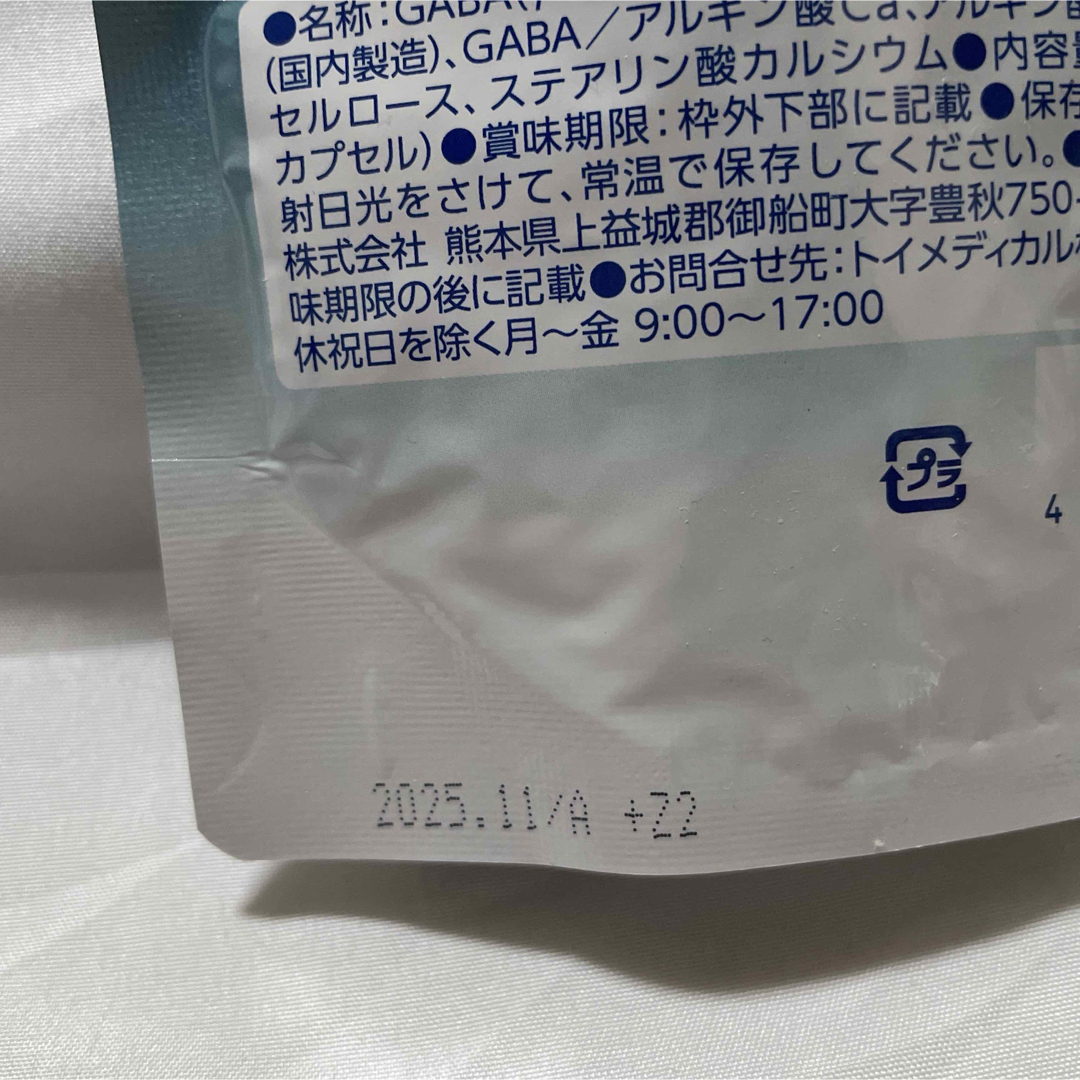 ●名称:GABA
(国内製造)、GABA/アルギン酸Ca、アルギン酸
セルロース、ステアリン酸カルシウム●内容量
カプセル)●賞味期限:枠外下部に記載●保存
射日光をさけて、常温で保存してください。●
株式会社 熊本県上益城郡御船町大字豊秋750-
味期限の後に記載●お問合せ先:トイメディカル
休祝日を除く月〜金 9:00〜17:00
プラ
4
2025.11/A +Z2